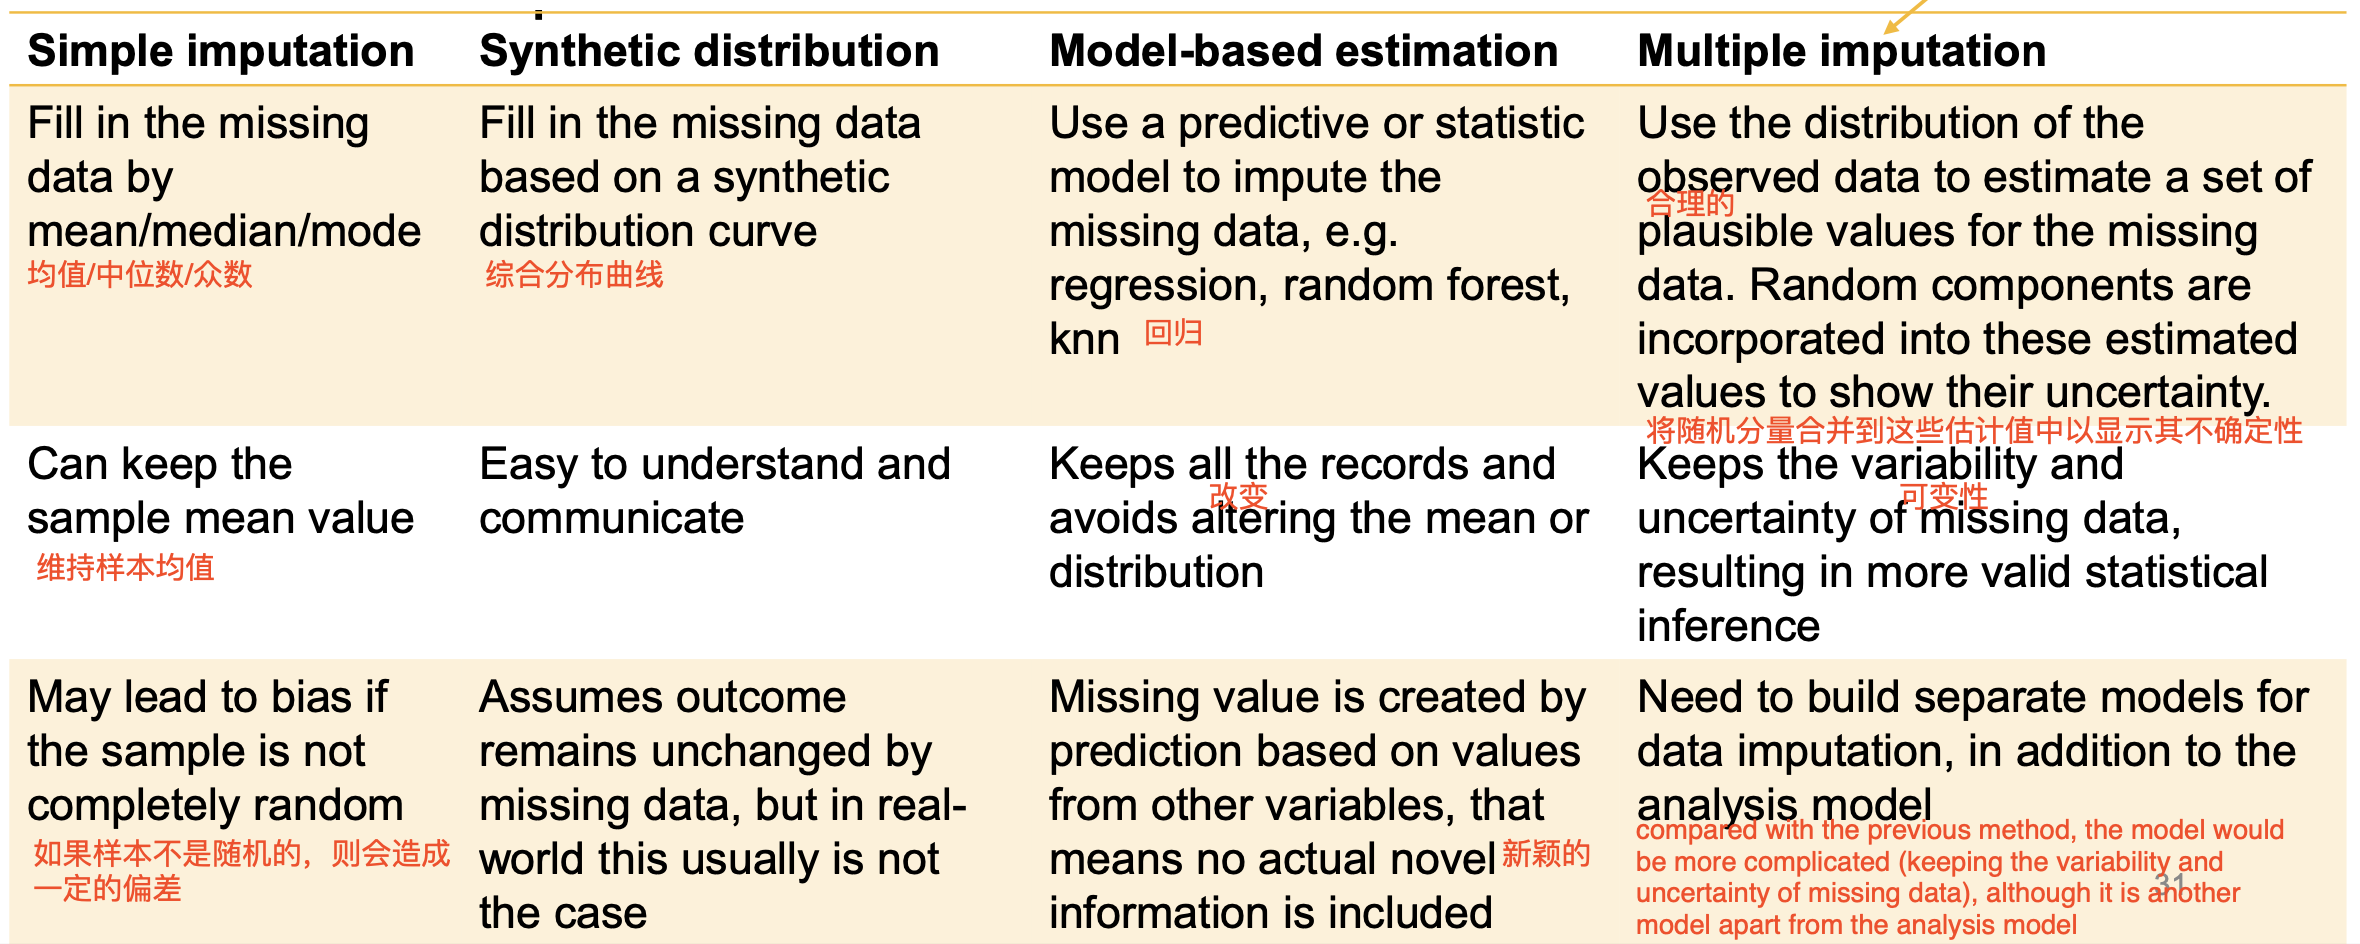 Simple imputation
Synthetic distribution
Model-based estimation
Multiple imputation
Fill in the missing
data by
mean/median/mode
均值/中位数/众数
Fill in the missing data
based on a synthetic
distribution curve
综合分布曲线
Use a predictive or statistic
model to impute the
missing data, e.g.
regression, random forest,
knn
回归
Use the distribution of the
observed data to estimate a set of
合理的
plausible values for the missing
data. Random components are
incorporated into these estimated
values to show their uncertainty.
将随机分量合并到这些估计值中以显示其不确定性
Can keep the
sample mean value
维持样本均值
Easy to understand and
communicate
Keeps all the records and
改变
avoids altering the mean or
distribution
Keeps the variability and
可变性
uncertainty of missing data,
resulting in more valid statistical
inference
May lead to bias if
the sample is not
completely random
如果样本不是随机的，则会造成
一定的偏差
Assumes outcome
remains unchanged by
missing data, but in real-
world this usually is not
the case
Missing value is created by
prediction based on values
from other variables, that
means no actual novel
新颖的
information is included
Need to build separate models for
data imputation, in addition to the
analysis model
compared with the previous method, the model would
be more complicated (keeping the variability and
uncertainty of missing data), although it is another
model apart from the analysis model
31